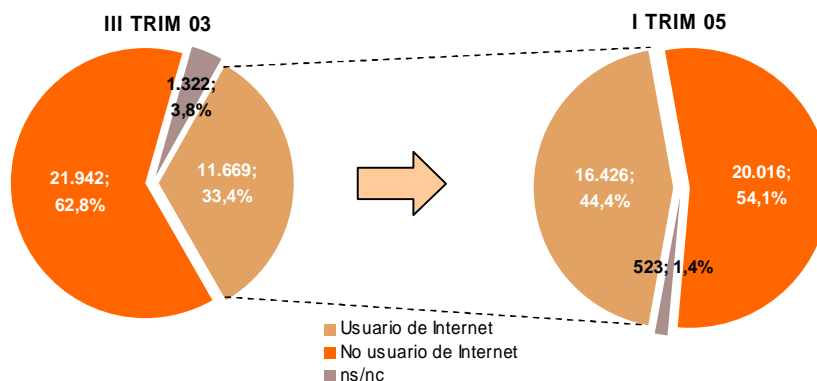 III TRIM 03
I TRIM 05
1.322;
3,8%
21.942;
62,8%
11.669;
33,4%
16.426;
44,4%
20.016;
54,1%
523; 1,4%
Usuario de Internet
No usuario de Internet
ns/nc